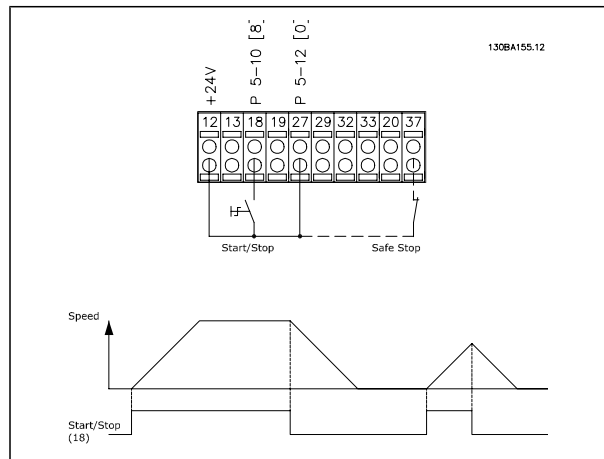 130BA155.12
+24V
P 5-10 [8]
P 5-12 [0]
12 13 18 19 27 29 32 33 20 37
Start/Stop
Safe Stop
Speed
Start/Stop
(18)